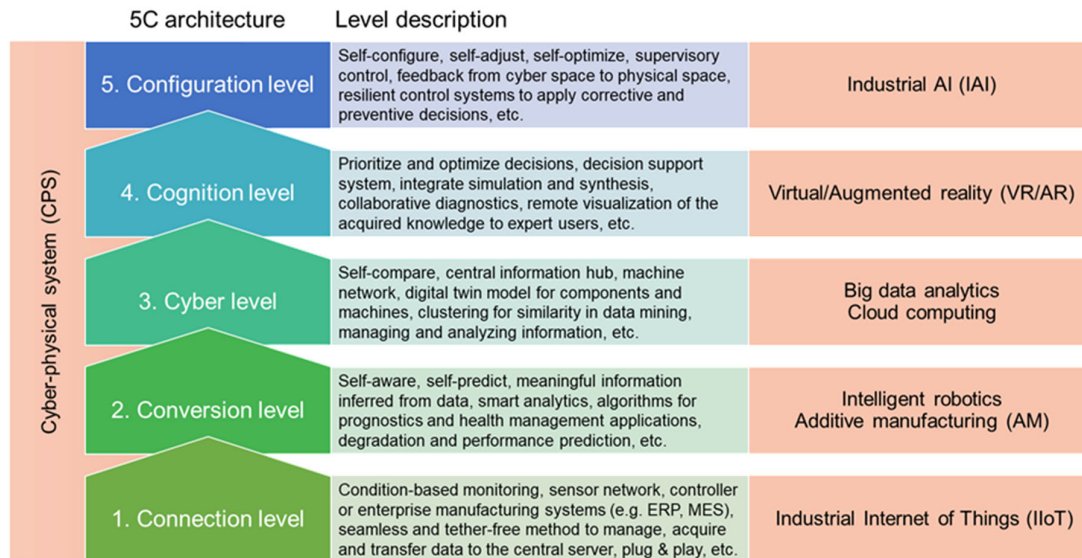 5C architecture
Level description
Cyber-physical system (CPS)
5. Configuration level
Self-configure, self-adjust, self-optimize, supervisory
control, feedback from cyber space to physical space,
resilient control systems to apply corrective and
preventive decisions, etc.
Industrial AI (IAI)
4. Cognition level
Prioritize and optimize decisions, decision support
system, integrate simulation and synthesis,
collaborative diagnostics, remote visualization of the
acquired knowledge to expert users, etc.
Virtual/Augmented reality (VR/AR)
3. Cyber level
Self-compare, central information hub, machine
network, digital twin model for components and
machines, clustering for similarity in data mining,
managing and analyzing information, etc.
Big data analytics
Cloud computing
2. Conversion level
Self-aware, self-predict, meaningful information
inferred from data, smart analytics, algorithms for
prognostics and health management applications,
degradation and performance prediction, etc.
Intelligent robotics
Additive manufacturing (AM)
1. Connection level
Condition-based monitoring, sensor network, controller
or enterprise manufacturing systems (e.g. ERP, MES),
seamless and tether-free method to manage, acquire
and transfer data to the central server, plug & play, etc.
Industrial Internet of Things (IIoT)